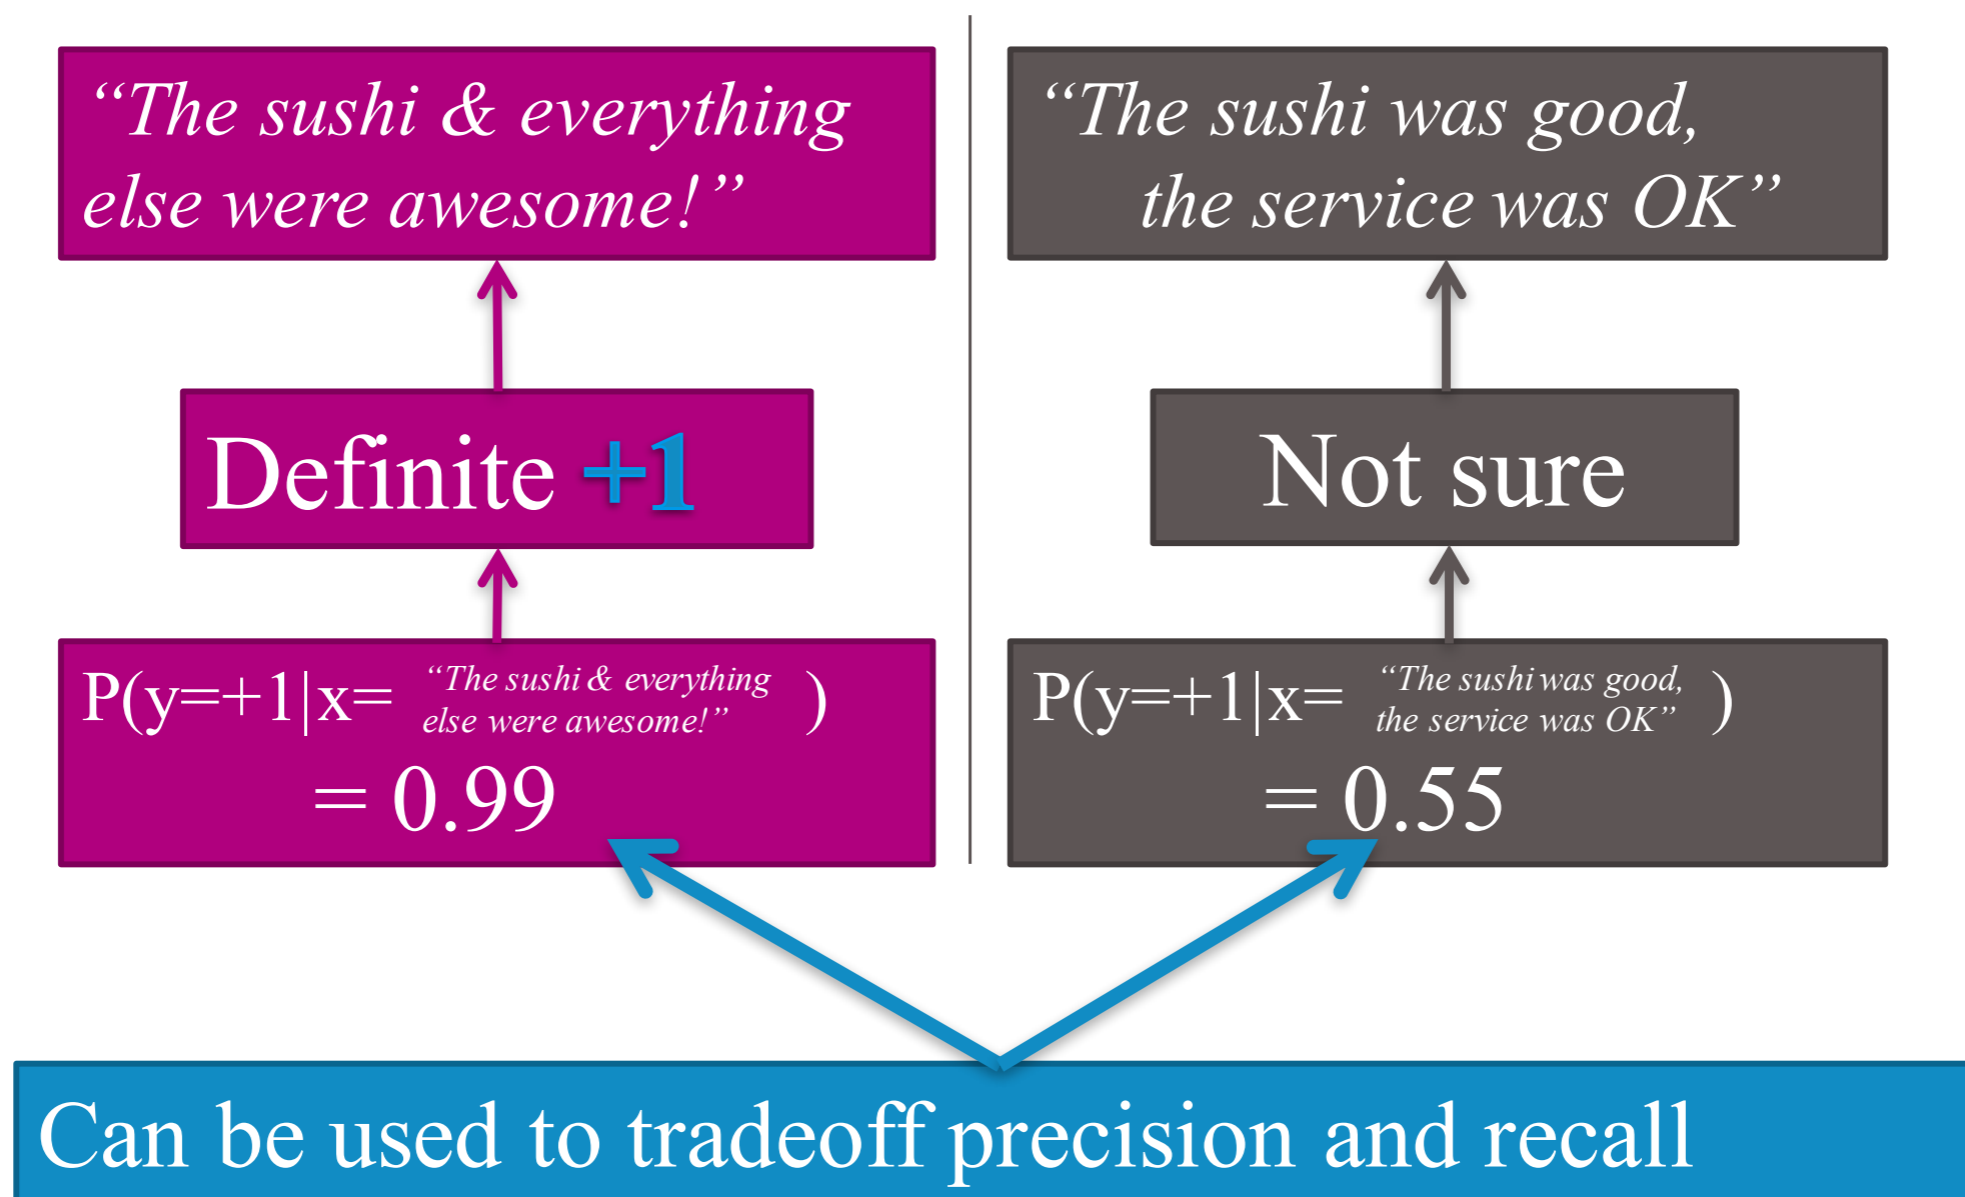 “The sushi & everything
else were awesome!”
Definite +1
P(y=+1|x= “The sushi & everything
else were awesome!” )
= 0.99
“The sushi was good,
the service was OK”
Not sure
P(y=+1|x= “The sushi was good,
the service was OK” )
= 0.55
Can be used to tradeoff precision and recall